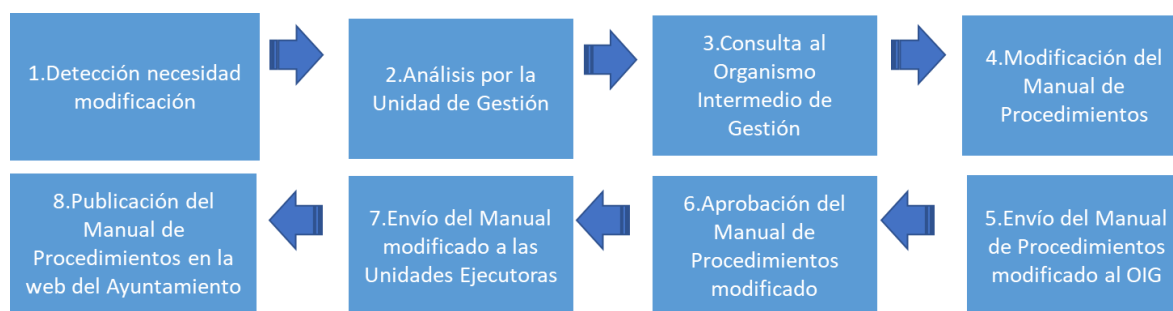 1.Detección necesidad
modificación
2.Análisis por la
Unidad de Gestión
3.Consulta al
Organismo
Intermedio de
Gestión
4.Modificación del
Manual de
Procedimientos
5.Envío del Manual
de Procedimientos
modificado al OIG
6.Aprobación del
Manual de
Procedimientos
modificado
7.Envío del Manual
modificado a las
Unidades Ejecutoras
8.Publicación del
Manual de
Procedimientos en la
web del Ayuntamiento